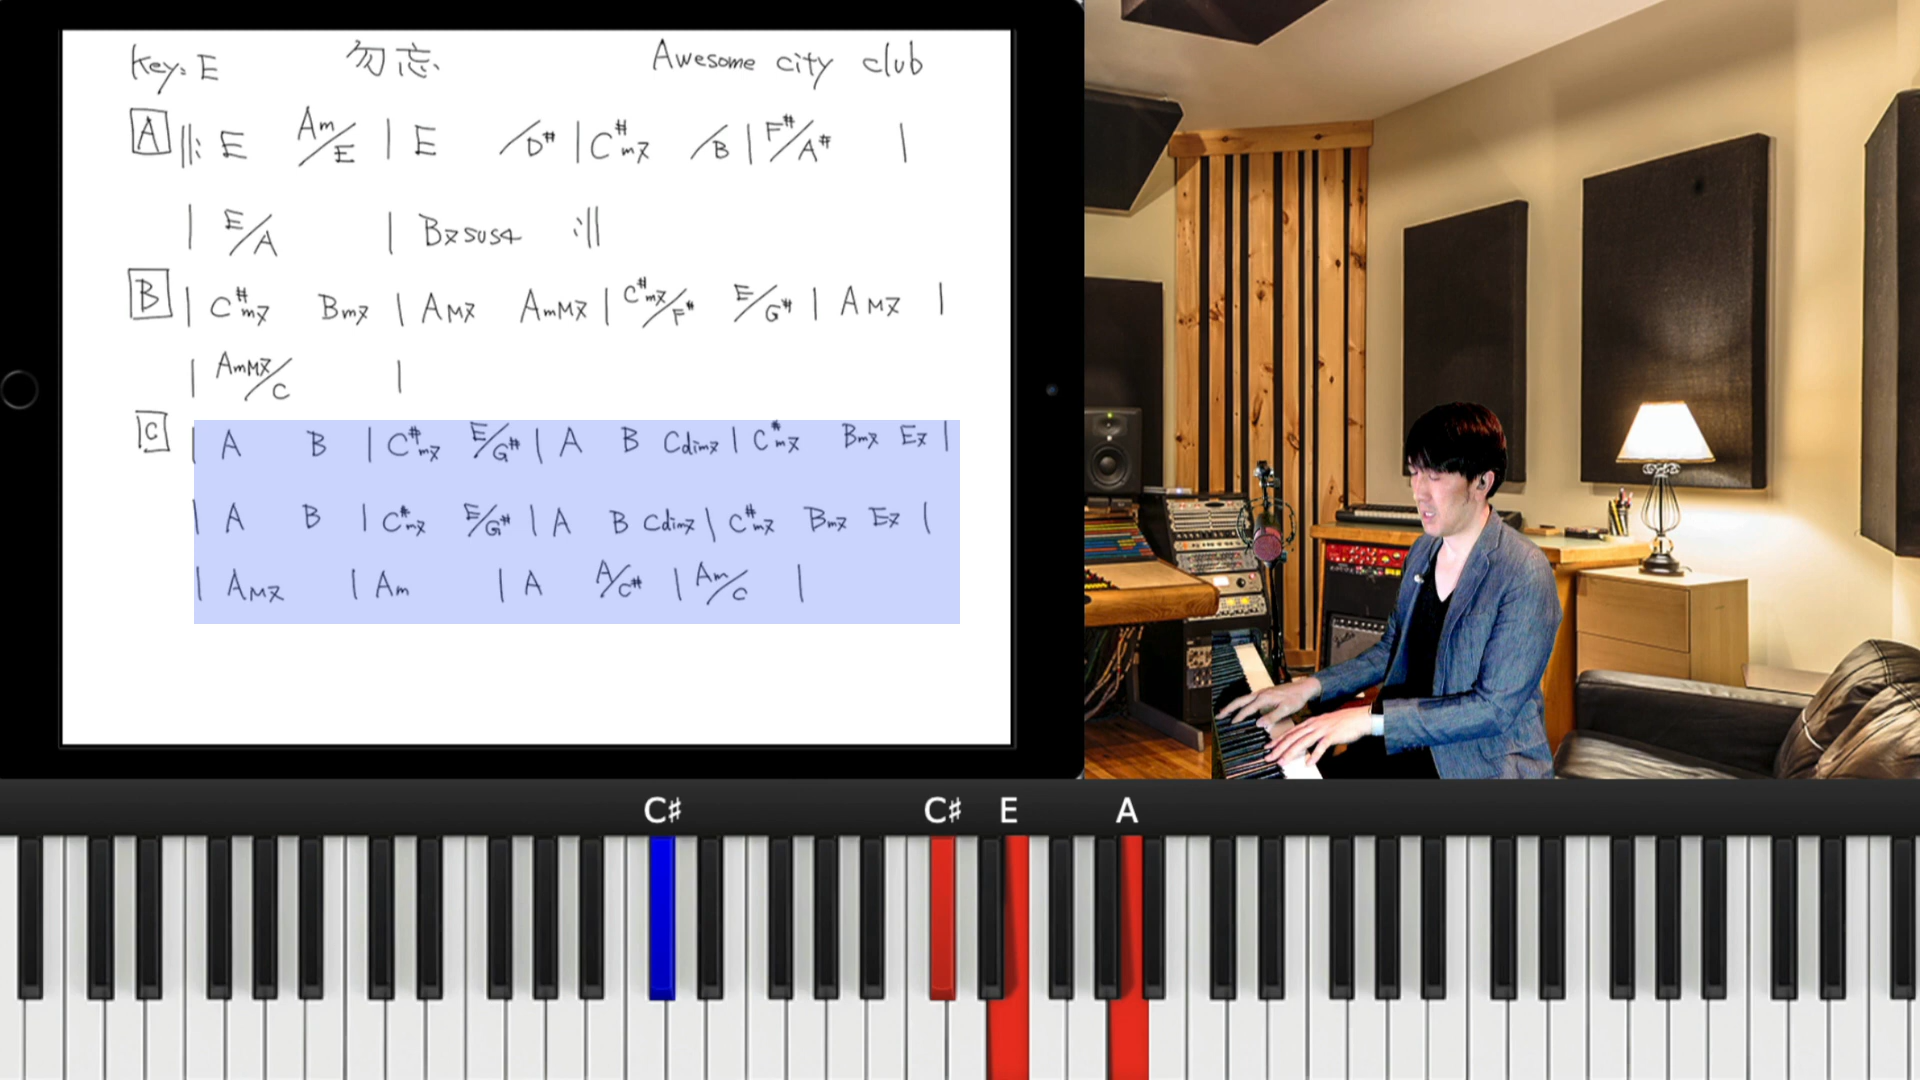 Key: E 勿忘 Awesome city club
A ||: E Am/E | E /D# | C#m7 /B | F#/A# |
| E/A | B7sus4 :||
B | C#m7 Bm7 | AM7 AmM7 | C#m7/F# E/G# | AM7 |
| AmM7/C |
C | A B | C#m7 E/G# | A B Cdim7 | C#m7 Bm7 E7 |
| A B | C#m7 E/G# | A B Cdim7 | C#m7 Bm7 E7 |
| AM7 | Am | A A/C# | Am/C |
C♯ C♯ E A